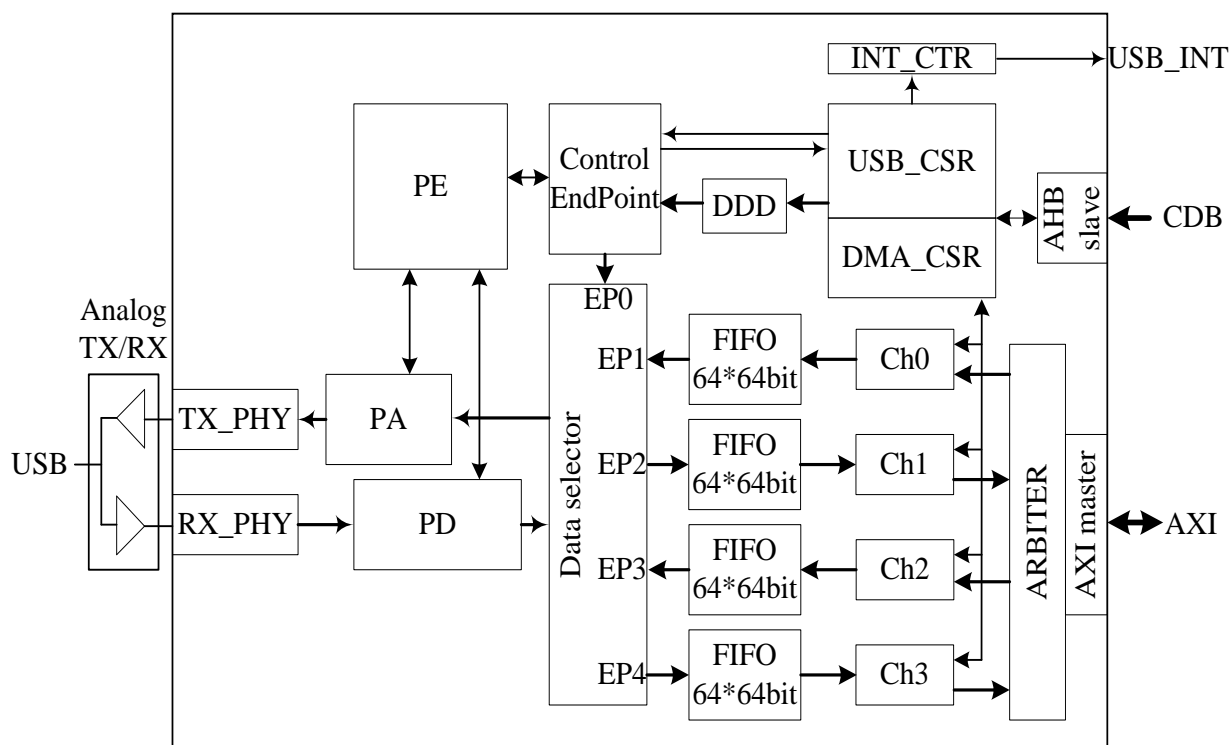 INT_CTR
USB_INT
USB_CSR
Control
EndPoint
PE
DDD
AHB
slave
CDB
DMA_CSR
EP0
Analog
TX/RX
EP1
FIFO
64*64bit
Ch0
TX_PHY
PA
USB
EP2
FIFO
64*64bit
Ch1
RX_PHY
PD
Data selector
ARBITER
AXI master
AXI
EP3
FIFO
64*64bit
Ch2
EP4
FIFO
64*64bit
Ch3